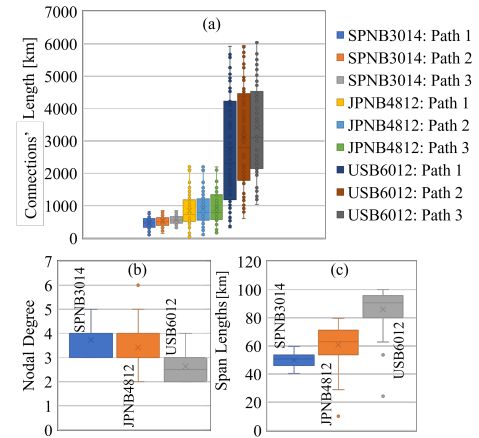 (a)
Connections' Length [km]
7000
6000
5000
4000
3000
2000
1000
0
SPNB3014: Path 1
SPNB3014: Path 2
SPNB3014: Path 3
JPNB4812: Path 1
JPNB4812: Path 2
JPNB4812: Path 3
USB6012: Path 1
USB6012: Path 2
USB6012: Path 3
(b)
Nodal Degree
7
6
5
4
3
2
1
0
SPNB3014
JPNB4812
USB6012
(c)
Span Lengths [km]
120
100
80
60
40
20
0
SPNB3014
JPNB4812
USB6012